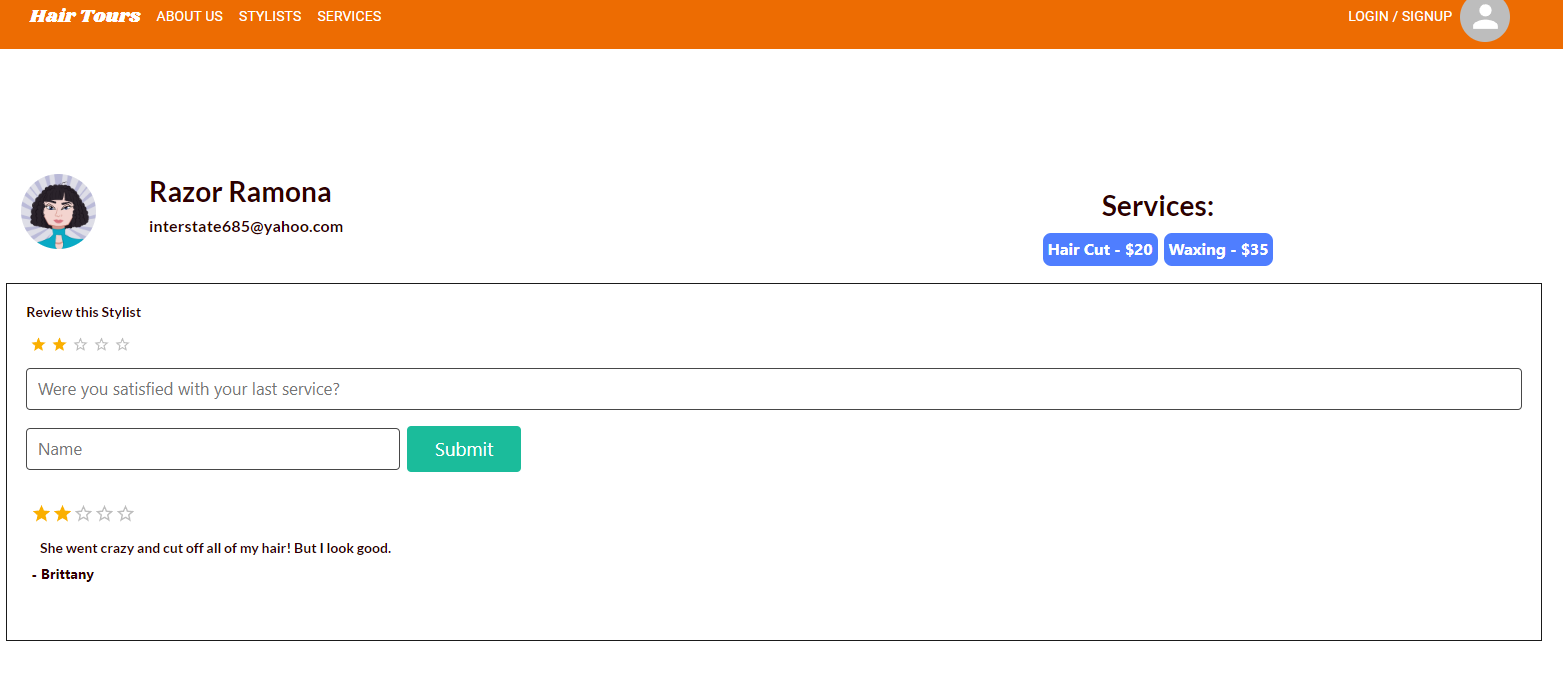 Hair Tours ABOUT US STYLISTS SERVICES LOGIN / SIGNUP
Razor Ramona
interstate685@yahoo.com
Services:
Hair Cut - $20 Waxing - $35
Review this Stylist
Were you satisfied with your last service?
Name Submit
She went crazy and cut off all of my hair! But I look good.
- Brittany